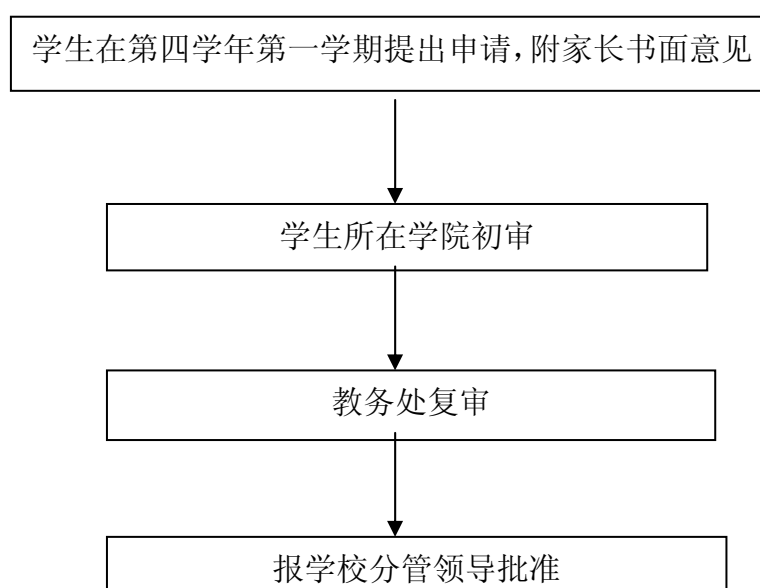 学生在第四学年第一学期提出申请，附家长书面意见
学生所在学院初审
教务处复审
报学校分管领导批准